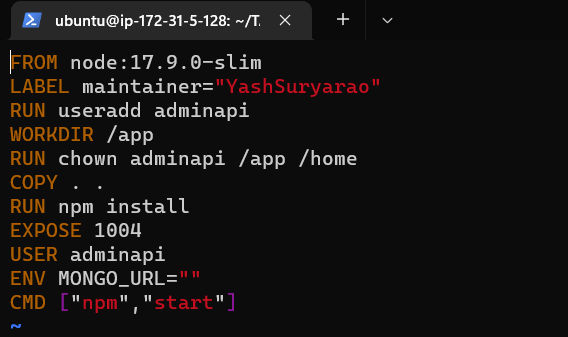 ubuntu@ip-172-31-5-128: ~/T
FROM node:17.9.0-slim
LABEL maintainer="YashSuryarao"
RUN useradd adminapi
WORKDIR /app
RUN chown adminapi /app /home
COPY . .
RUN npm install
EXPOSE 1004
USER adminapi
ENV MONGO_URL=""
CMD ["npm","start"]
~